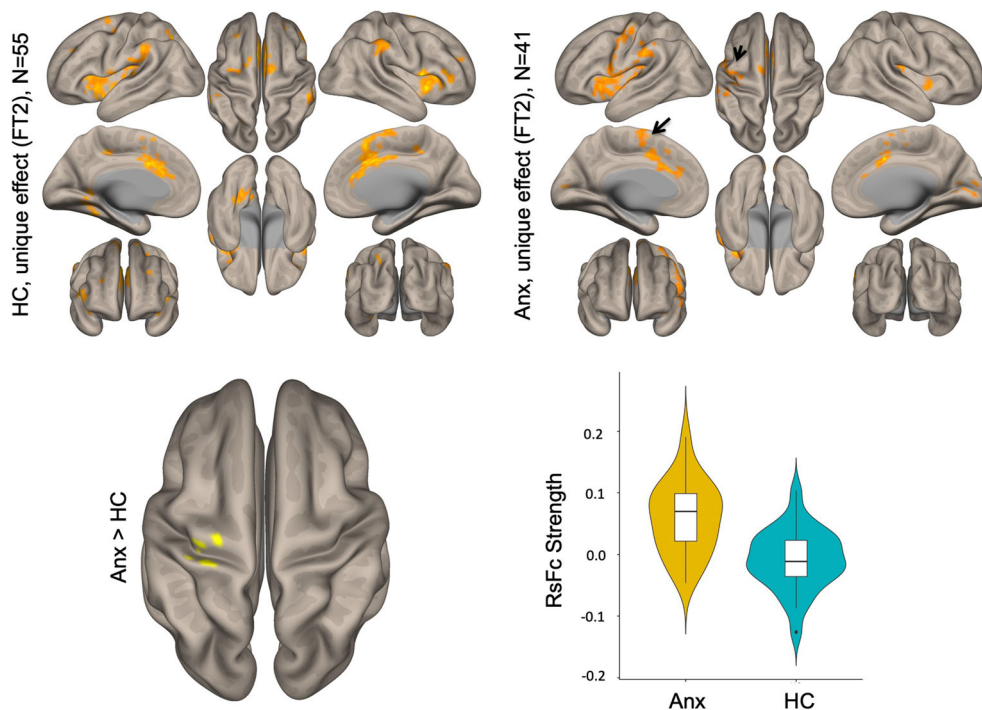 HC, unique effect (FT2), N=55
Anx, unique effect (FT2), N=41
Anx > HC
RsFc Strength
0.2
0.1
0.0
-0.1
-0.2
Anx HC